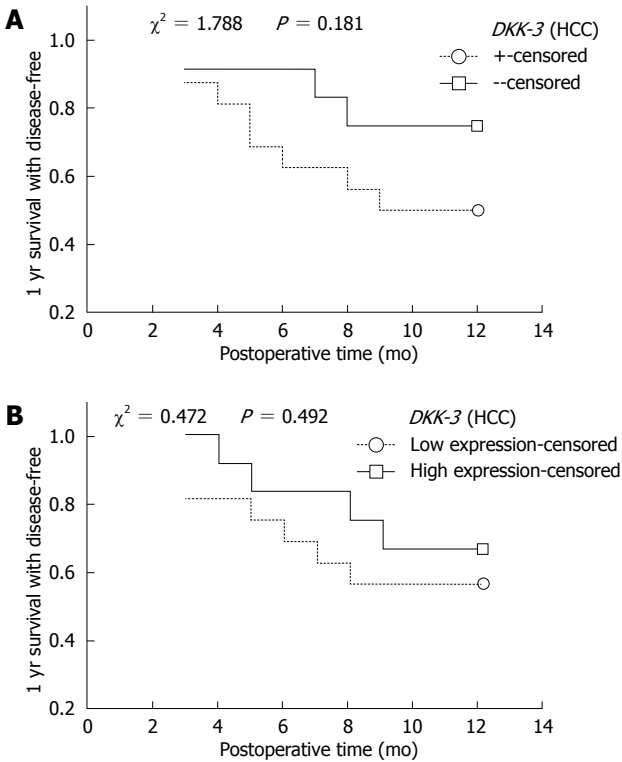 A
χ² = 1.788 P = 0.181
DKK-3 (HCC)
+-censored
--censored
1 yr survival with disease-free
1.0
0.8
0.6
0.4
0.2
0 2 4 6 8 10 12 14
Postoperative time (mo)
B
χ² = 0.472 P = 0.492
DKK-3 (HCC)
Low expression-censored
High expression-censored
1 yr survival with disease-free
1.0
0.8
0.6
0.4
0.2
0 2 4 6 8 10 12 14
Postoperative time (mo)